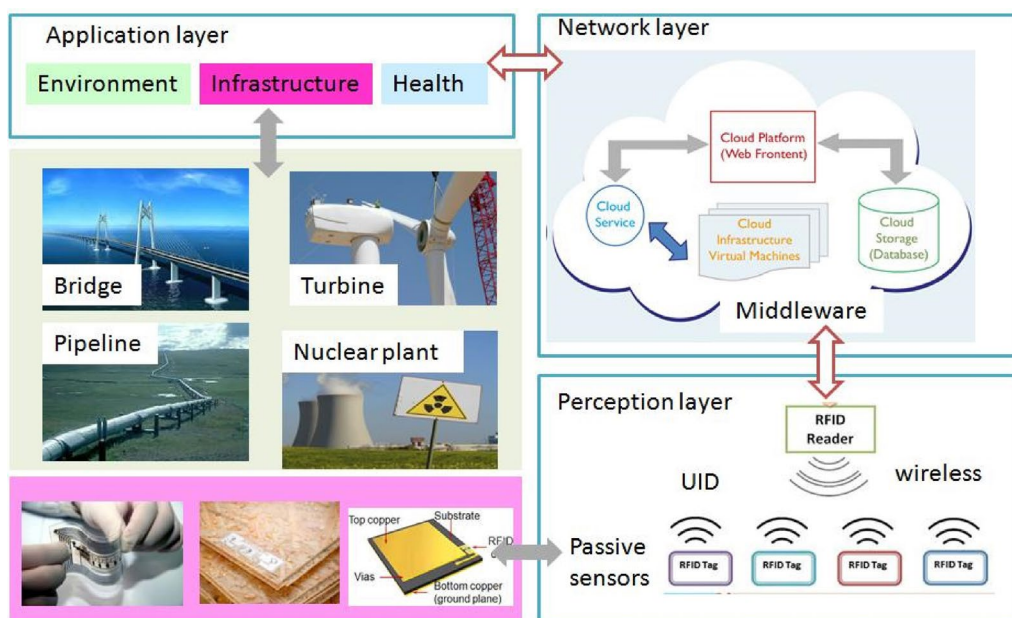 Application layer
Environment
Infrastructure
Health
Bridge
Turbine
Pipeline
Nuclear plant
Top copper
Substrate
RFID
Vias
Bottom copper
(ground plane)
Network layer
Cloud Platform
(Web Frontent)
Cloud
Service
Cloud
Infrastructure
Virtual Machines
Cloud
Storage
(Database)
Middleware
Perception layer
RFID
Reader
UID
wireless
Passive
sensors
RFID Tag
RFID Tag
RFID Tag
RFID Tag